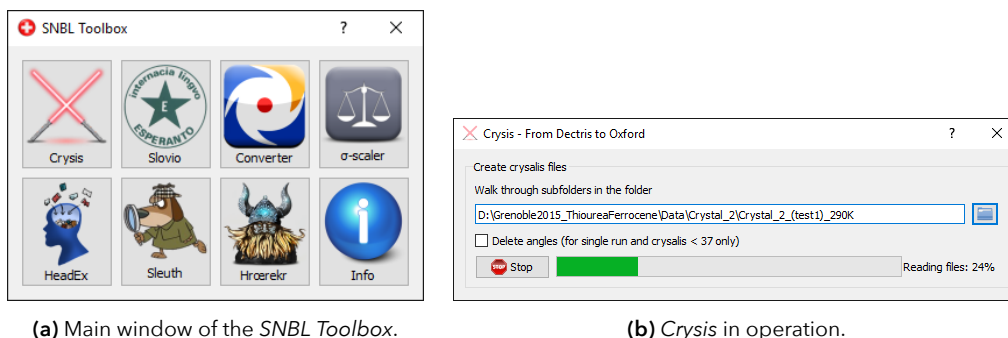 SNBL Toolbox ? ×
internacia lingvo
E
ESPERANTO
Crysis Slovio Converter σ-scaler
HeadEx Sleuth Hrœrekr Info
(a) Main window of the SNBL Toolbox.
Crysis - From Dectris to Oxford ? ×
Create crysalis files
Walk through subfolders in the folder
D:\Grenoble2015_ThioureaFerrocene\Data\Crystal_2\Crystal_2_(test1)_290K
Delete angles (for single run and crysalis < 37 only)
STOP Stop Reading files: 24%
(b) Crysis in operation.